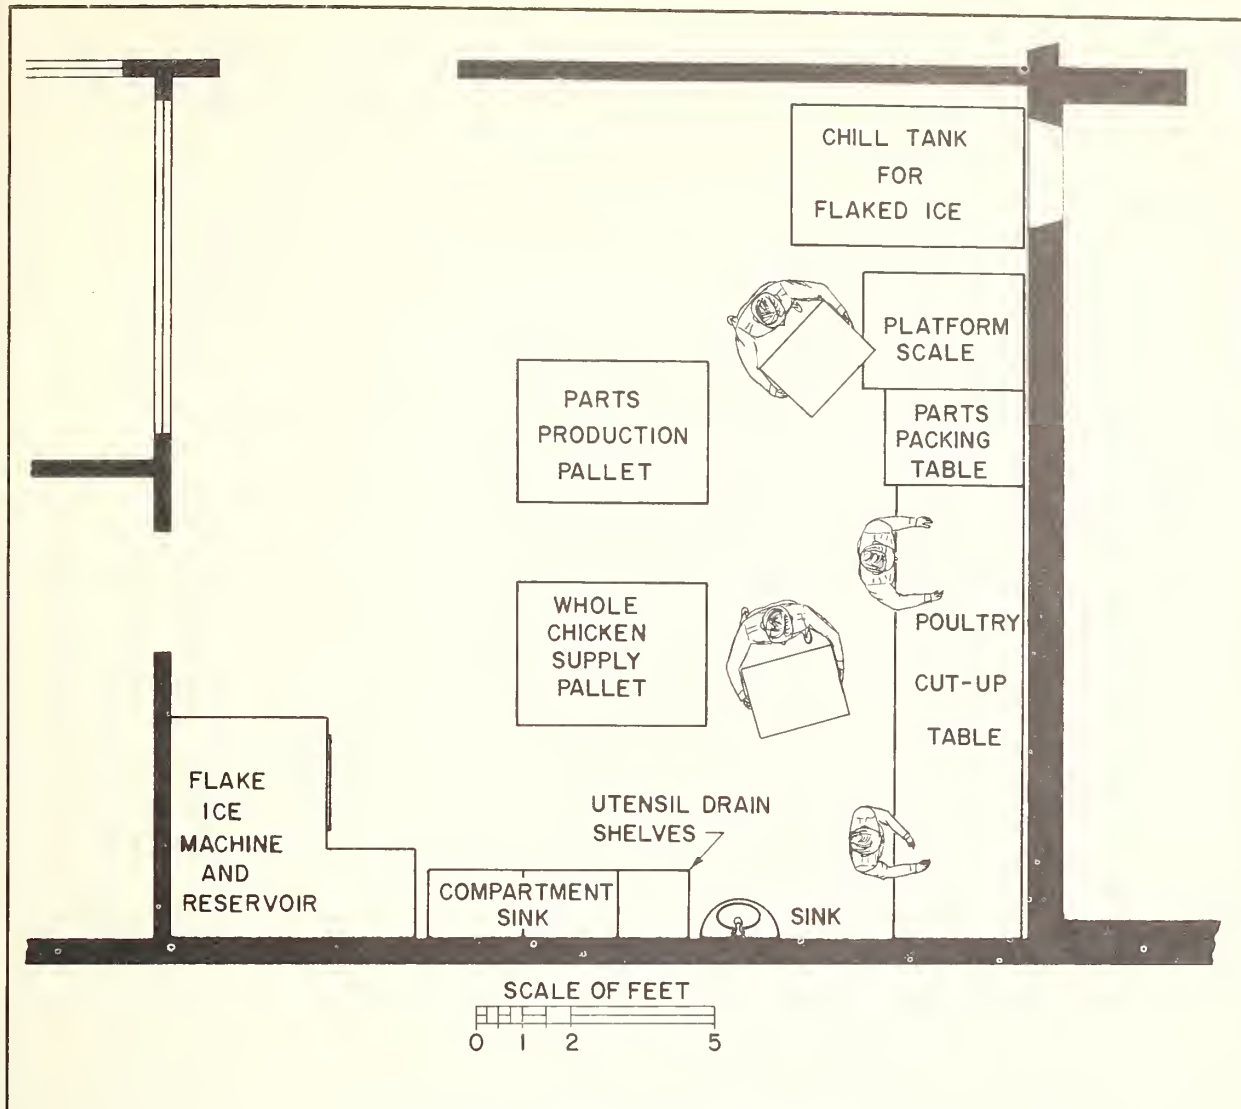 CHILL TANK
FOR
FLAKED ICE
PLATFORM
SCALE
PARTS
PACKING
TABLE
PARTS
PRODUCTION
PALLET
WHOLE
CHICKEN
SUPPLY
PALLET
POULTRY
CUT-UP
TABLE
FLAKE
ICE
MACHINE
AND
RESERVOIR
UTENSIL DRAIN
SHELVES
COMPARTMENT
SINK
SINK
SCALE OF FEET
0 1 2 5